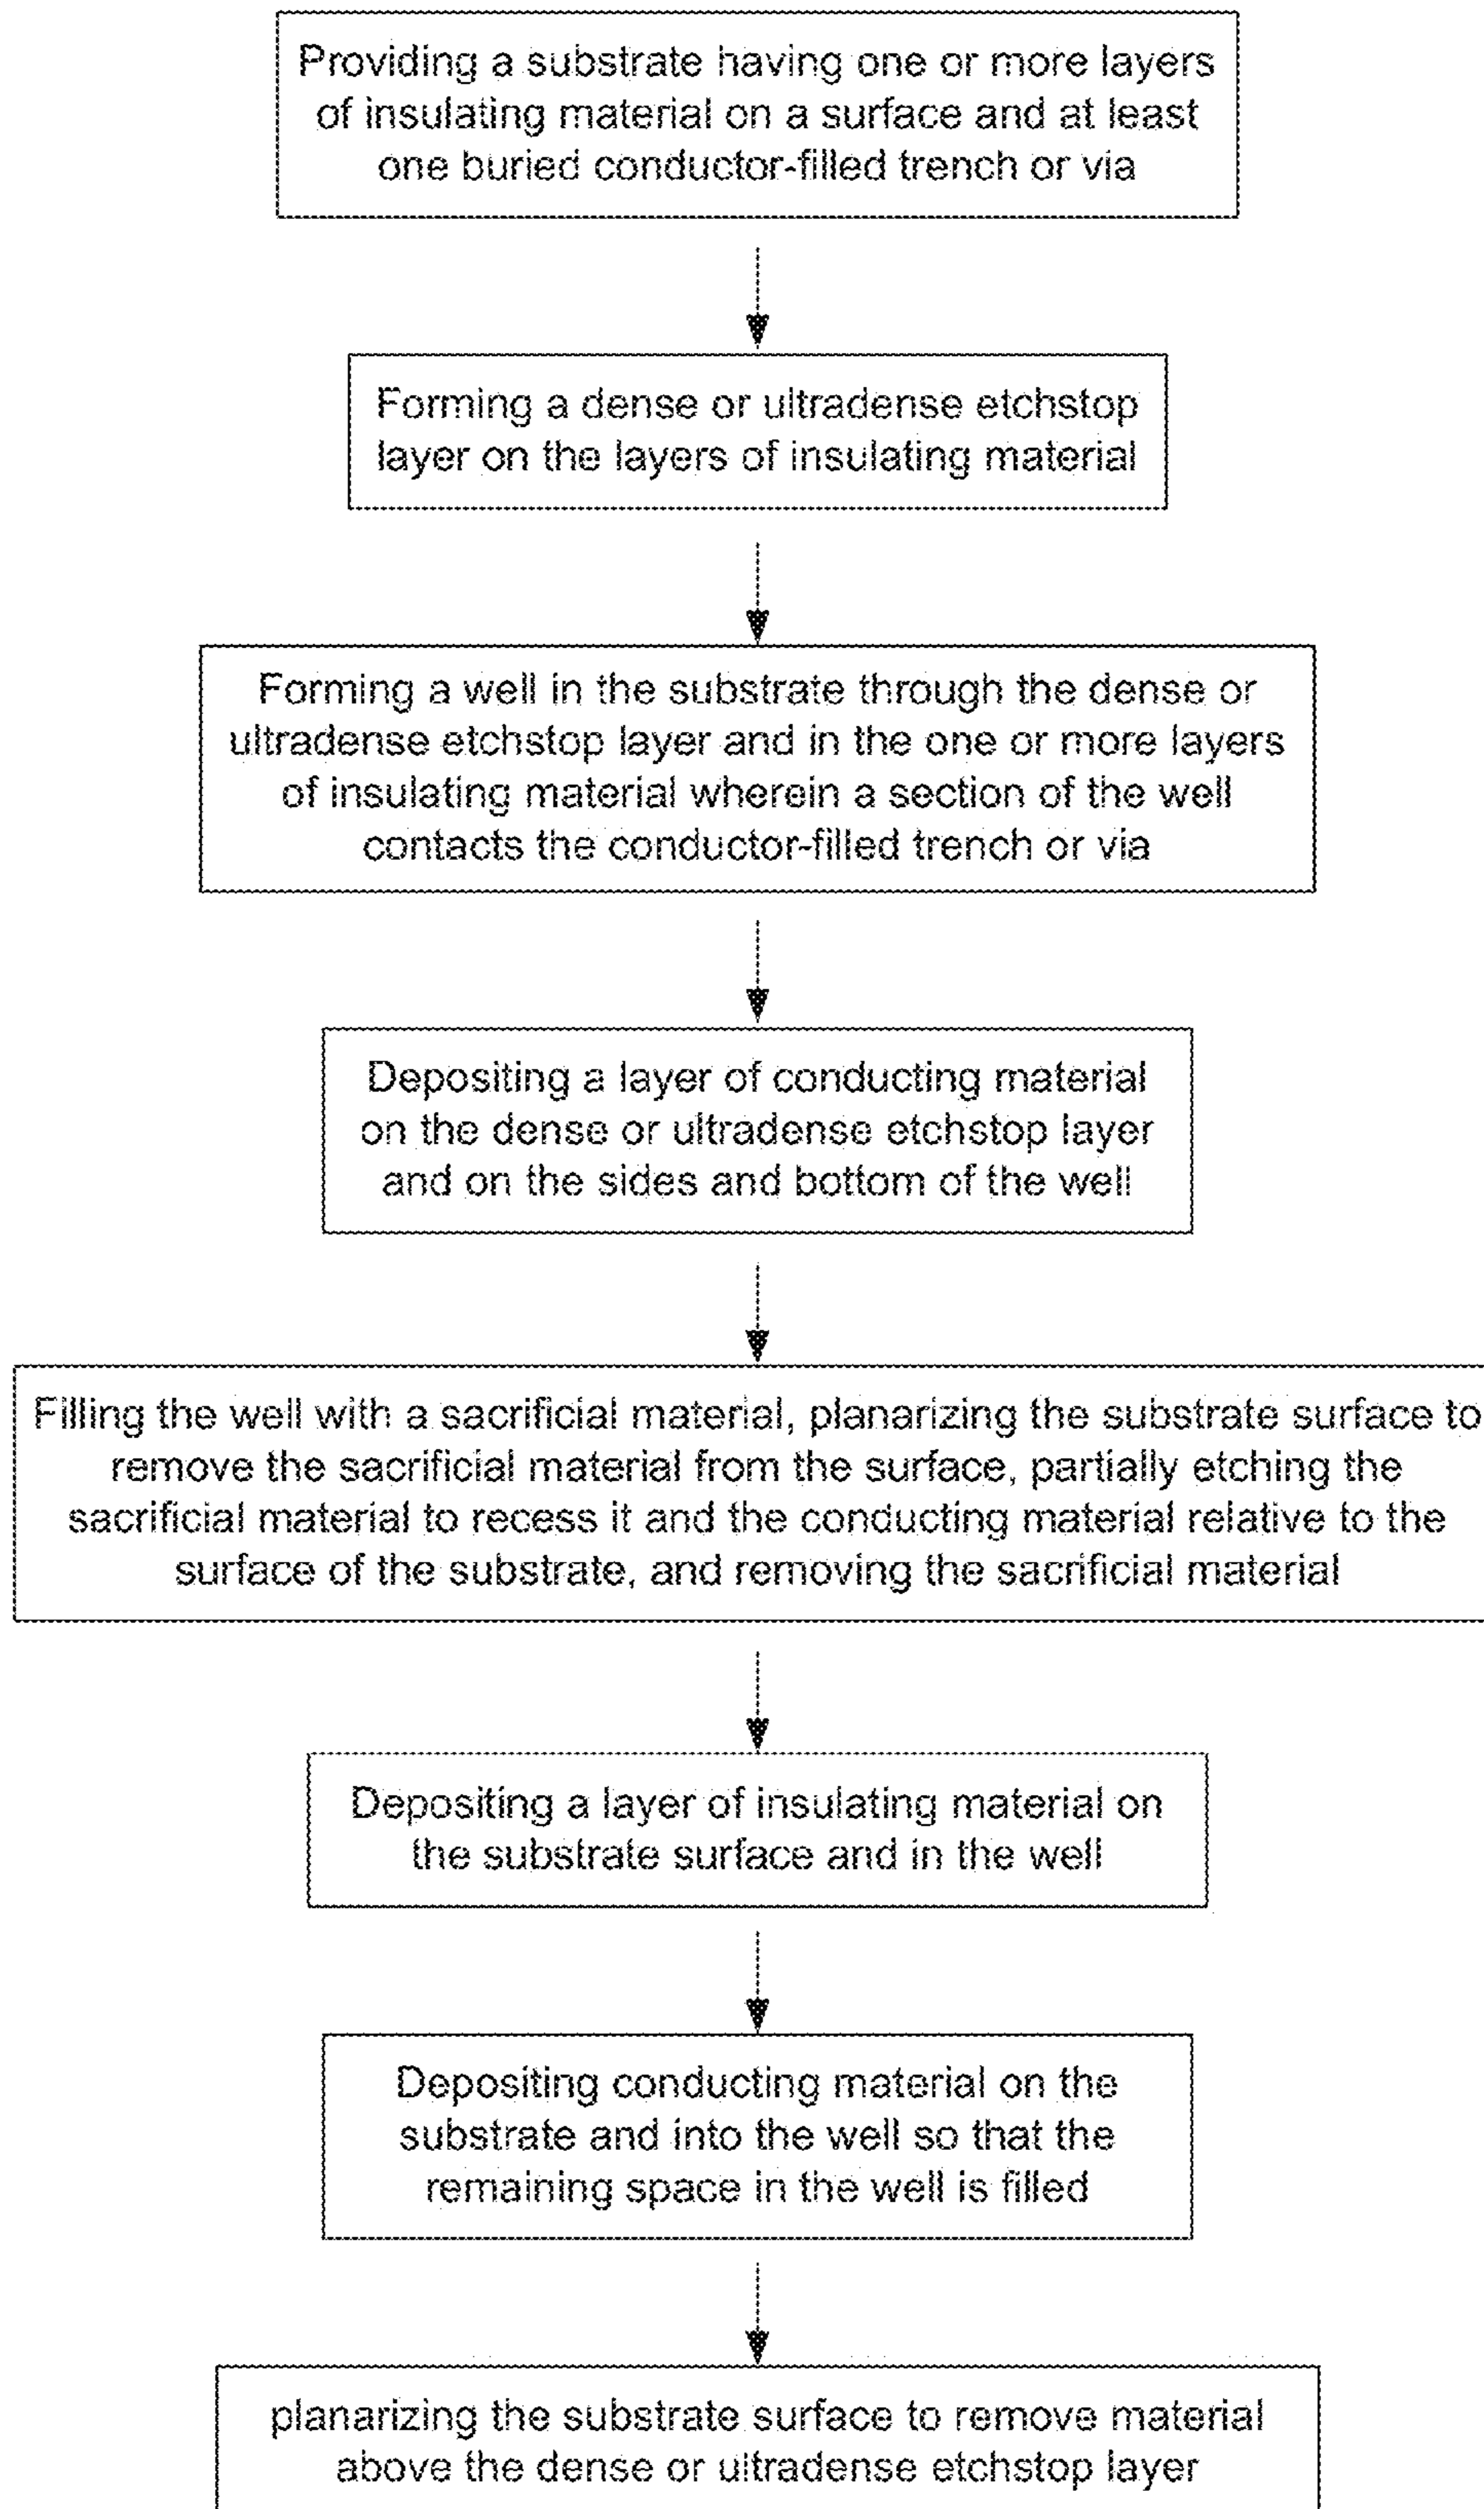 Providing a substrate having one or more layers
of insulating material on a surface and at least
one buried conductor-filled trench or via
Forming a dense or ultradense etchstop
layer on the layers of insulating material
Forming a well in the substrate through the dense or
ultradense etchstop layer and in the one or more layers
of insulating material wherein a section of the well
contacts the conductor-filled trench or via
Depositing a layer of conducting material
on the dense or ultradense etchstop layer
and on the sides and bottom of the well
Filling the well with a sacrificial material, planarizing the substrate surface to
remove the sacrificial material from the surface, partially etching the
sacrificial material to recess it and the conducting material relative to the
surface of the substrate, and removing the sacrificial material
Depositing a layer of insulating material on
the substrate surface and in the well
Depositing conducting material on the
substrate and into the well so that the
remaining space in the well is filled
planarizing the substrate surface to remove material
above the dense or ultradense etchstop layer